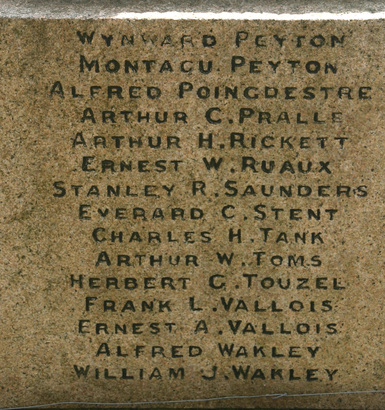 WYNWARD PEYTON
MONTAGU PEYTON
ALFRED POINGDESTRE
ARTHUR C. PRALLE
ARTHUR H. RICKETT
ERNEST W. RUAUX
STANLEY R. SAUNDERS
EVERARD C. STENT
CHARLES H. TANK
ARTHUR W. TOMS
HERBERT G. TOUZEL
FRANK L. VALLOIS
ERNEST A. VALLOIS
ALFRED WAKLEY
WILLIAM J. WAKLEY